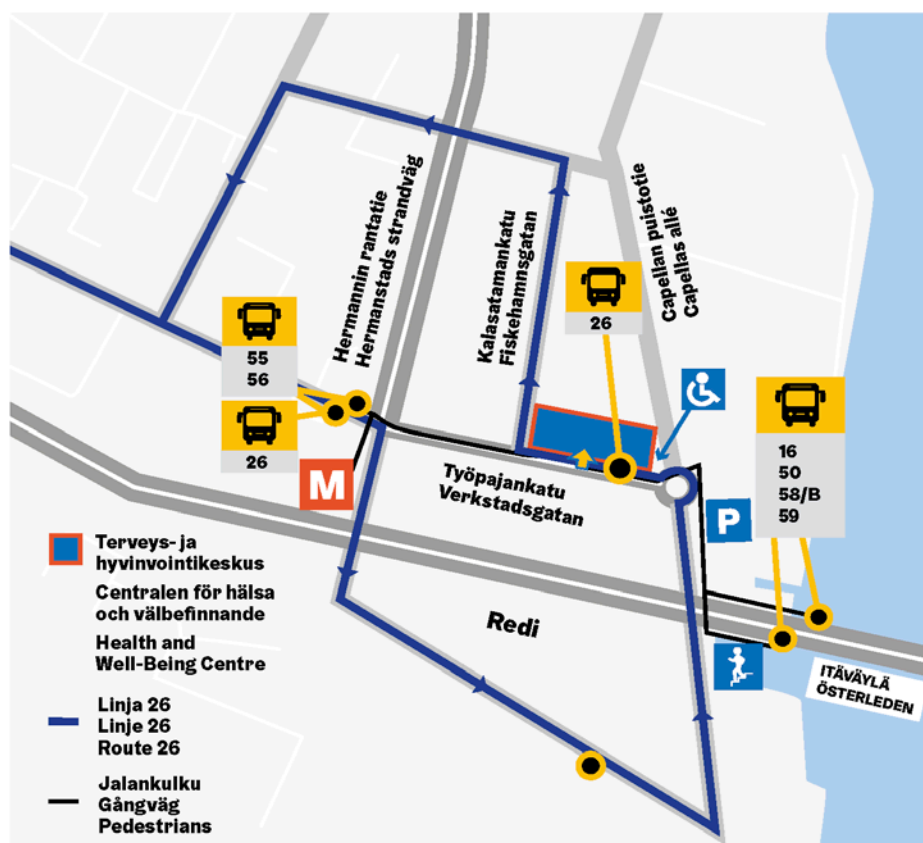 Hermannin rantatie
Hermanstads strandväg
Kalasatamankatu
Fiskehamnsgatan
Capellan puistotie
Capellas allé
26
55
56
26
M
Työpajankatu
Verkstadsgatan
P
16
50
58/B
59
Redi
ITÄVÄYLÄ
ÖSTERLEDEN
Terveys- ja
hyvinvointikeskus
Centralen för hälsa
och välbefinnande
Health and
Well-Being Centre
Linja 26
Linje 26
Route 26
Jalankulku
Gångväg
Pedestrians